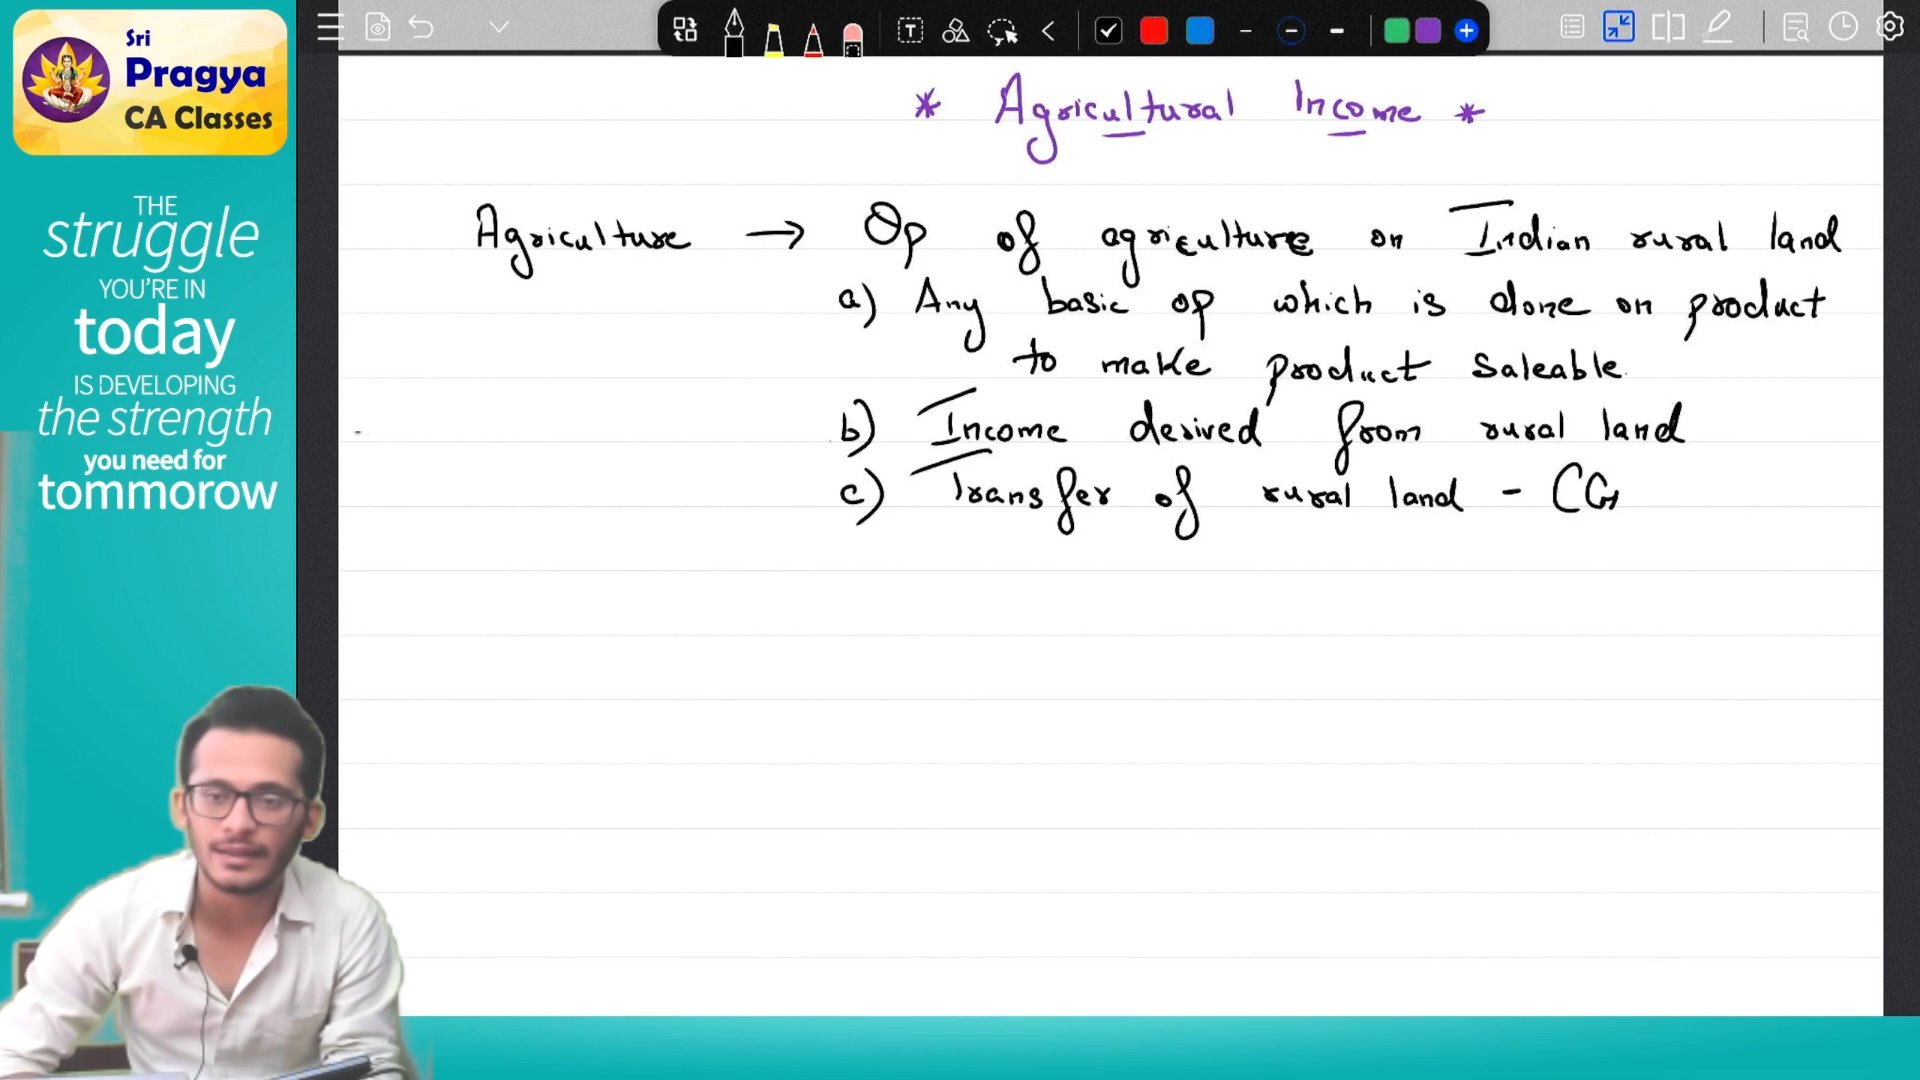 Sri
Pragya
CA Classes
THE
struggle
YOU'RE IN
today
IS DEVELOPING
the strength
you need for
tommorow
* Agricultural Income *
Agriculture → Op of agriculture on Indian rural land
a) Any basic op which is done on product
to make product saleable.
b) Income derived from rural land
c) Transfer of rural land - CG